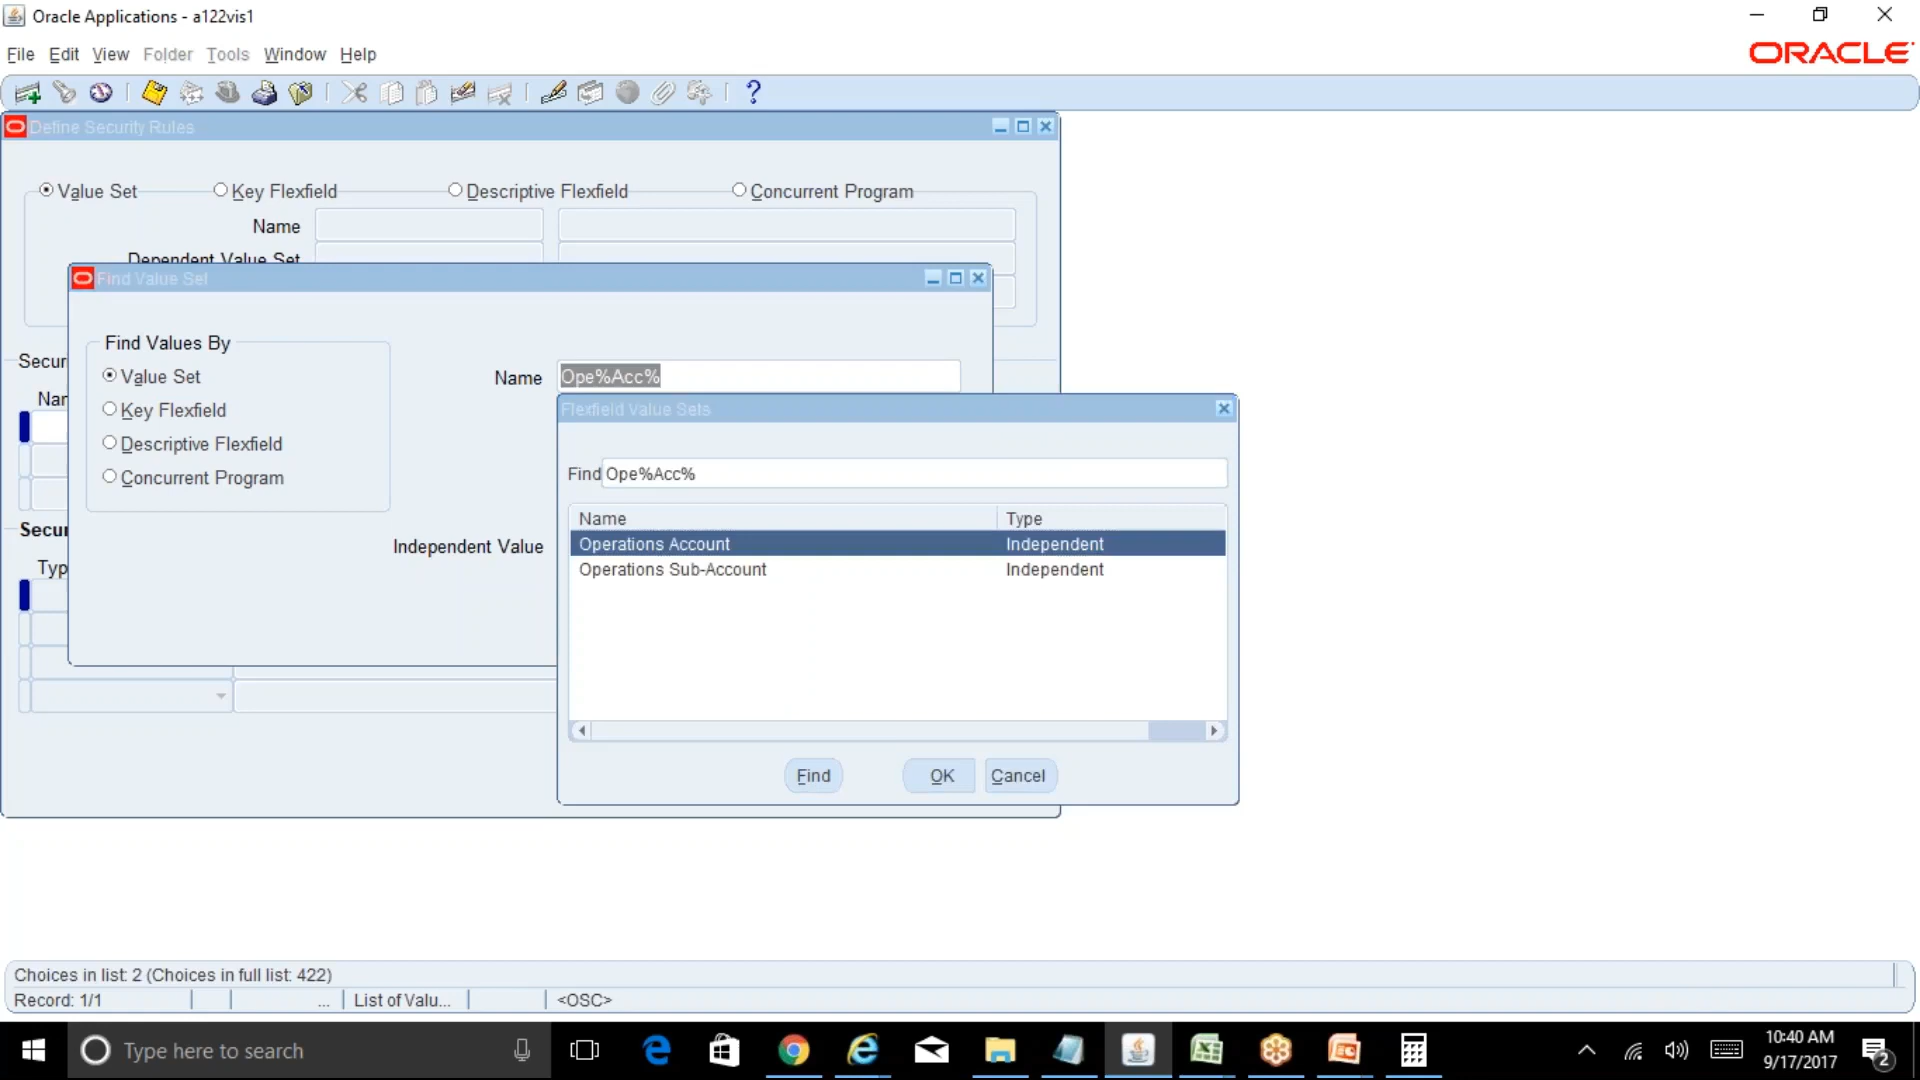 Oracle Applications - a122vis1
File Edit View Folder Tools Window Help
ORACLE
Define Security Rules
Value Set Key Flexfield Descriptive Flexfield Concurrent Program
Name
Dependent Value Set
Find Value Set
Find Values By
Secur
Value Set
Name Ope%Acc%
Nar
Key Flexfield
Flexfield Value Sets
Descriptive Flexfield
Find Ope%Acc%
Concurrent Program
Name Type
Secur
Operations Account Independent
Independent Value
Typ
Operations Sub-Account Independent
Find OK Cancel
Choices in list: 2 (Choices in full list: 422)
Record: 1/1 ... List of Valu... <OSC>
Type here to search
10:40 AM
9/17/2017
2